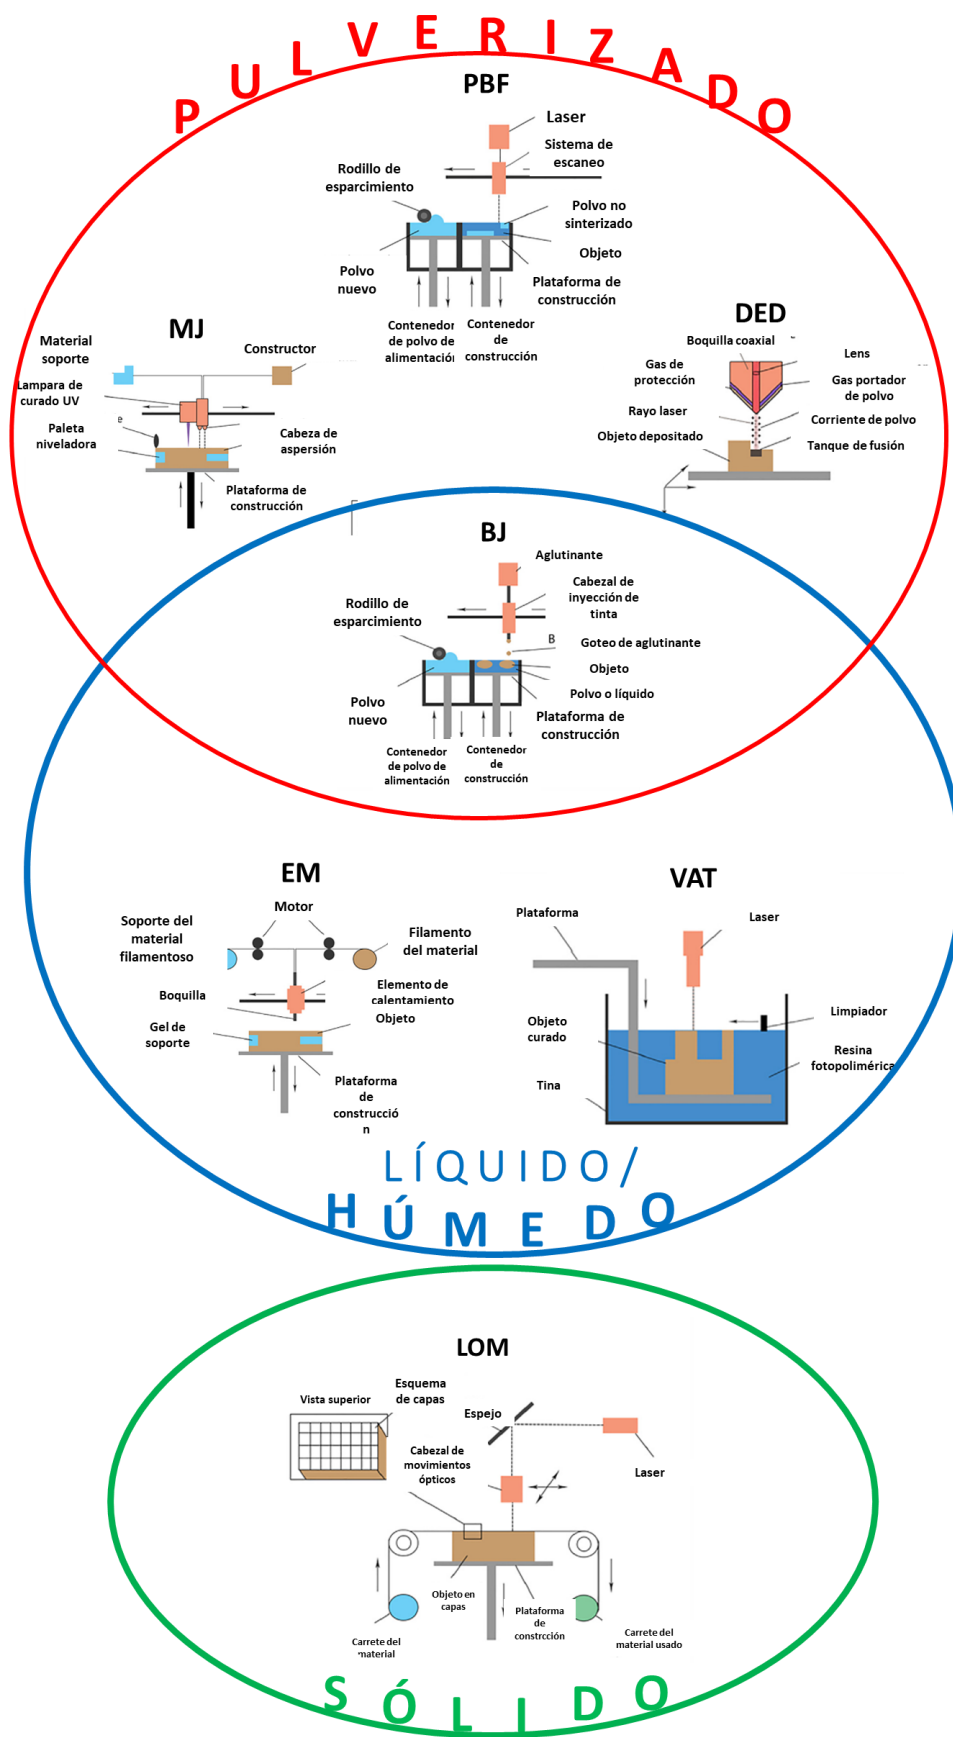 PULVERIZADO
PBF
Laser
Sistema de
escaneo
Rodillo de
esparcimiento
Polvo no
sinterizado
Objeto
Polvo
nuevo
Plataforma de
construcción
Contenedor
de polvo de
alimentación
Contenedor
de
construcción
MJ
Material
soporte
Constructor
Lampara de
curado UV
Paleta
niveladora
Cabeza de
aspersión
Plataforma de
construcción
DED
Boquilla coaxial
Lens
Gas de
protección
Gas portador
de polvo
Rayo laser
Corriente de polvo
Objeto depositado
Tanque de fusión
BJ
Aglutinante
Cabezal de
inyección de
tinta
Rodillo de
esparcimiento
B
Goteo de aglutinante
Objeto
Polvo o líquido
Polvo
nuevo
Plataforma de
construcción
Contenedor
de polvo de
alimentación
Contenedor
de
construcción
EM
Motor
Soporte del
material
filamentoso
Filamento
del material
Boquilla
Elemento de
calentamiento
Objeto
Gel de
soporte
Plataforma
de
construcció
n
VAT
Plataforma
Laser
Limpiador
Objeto
curado
Resina
fotopolimérica
Tina
LÍQUIDO/
HÚMEDO
LOM
Vista superior
Esquema
de capas
Espejo
Cabezal de
movimientos
ópticos
Laser
Objeto en
capas
Plataforma
de
constrcción
Carrete del
material
Carrete del
material usado
SÓLIDO